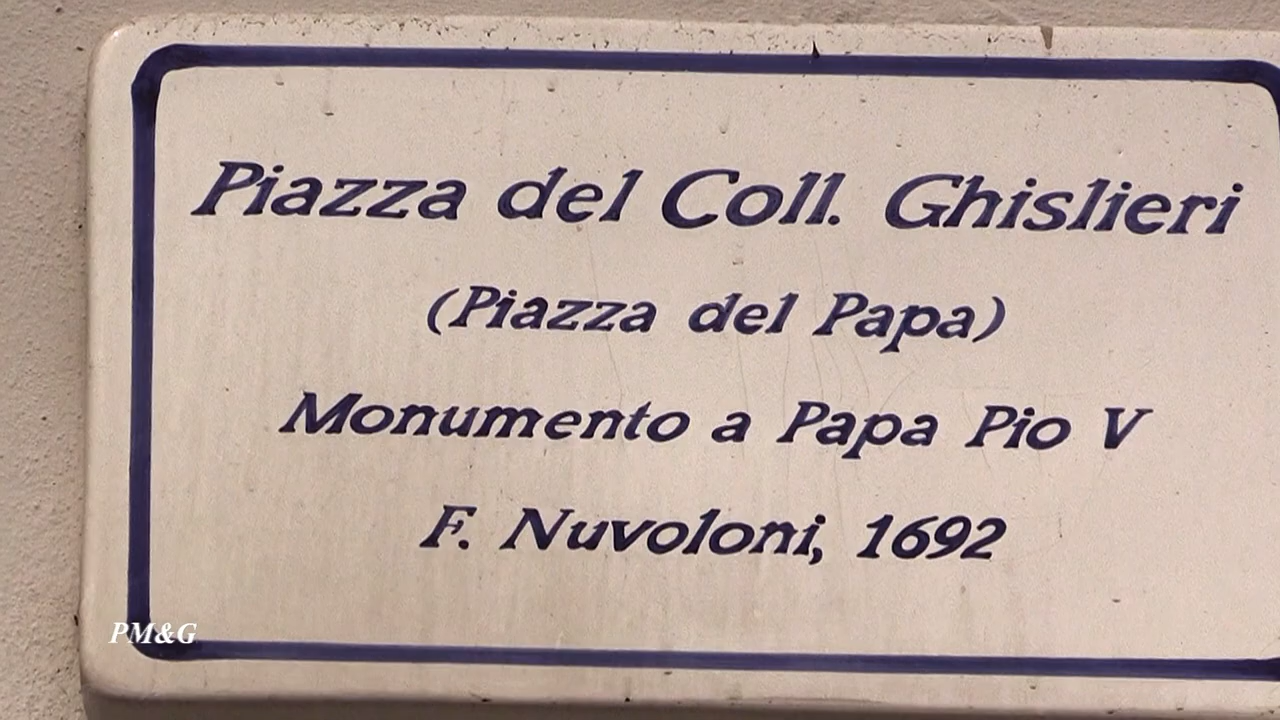 Piazza del Coll. Ghislieri
(Piazza del Papa)
Monumento a Papa Pio V
F. Nuvoloni, 1692
PM&G